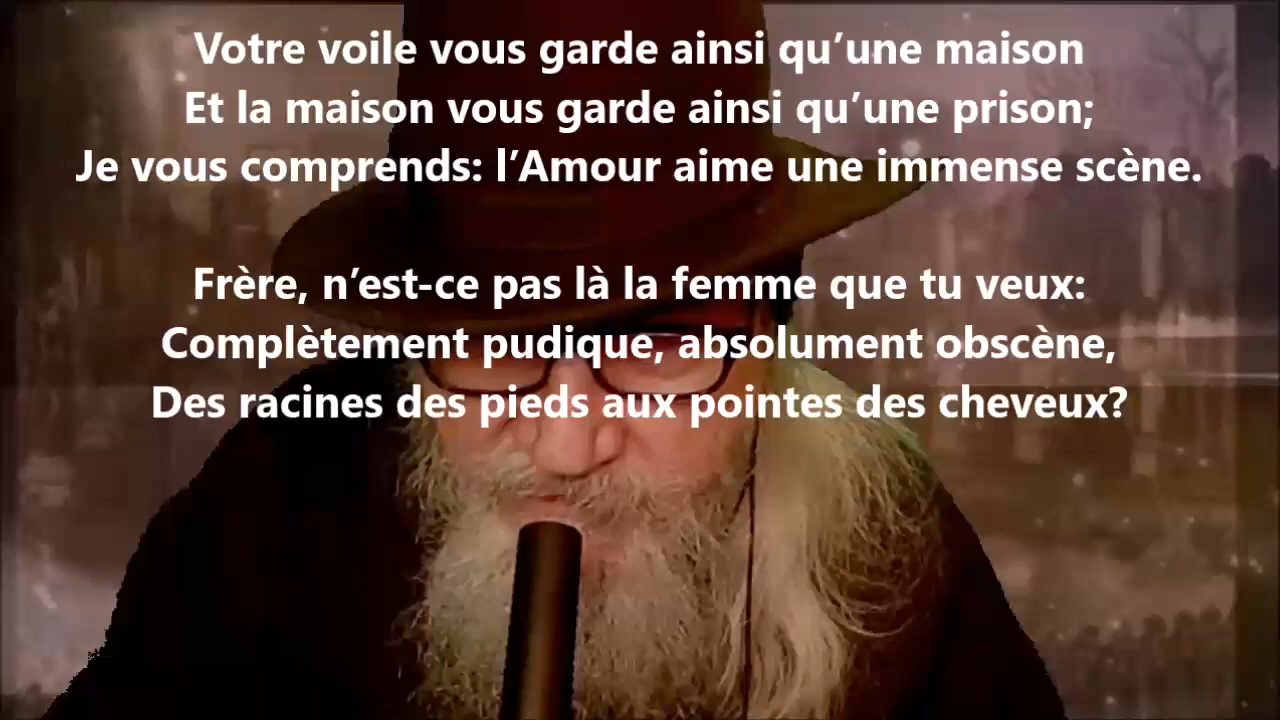 Votre voile vous garde ainsi qu’une maison
Et la maison vous garde ainsi qu’une prison;
Je vous comprends: l’Amour aime une immense scène.
Frère, n’est-ce pas là la femme que tu veux:
Complètement pudique, absolument obscène,
Des racines des pieds aux pointes des cheveux?